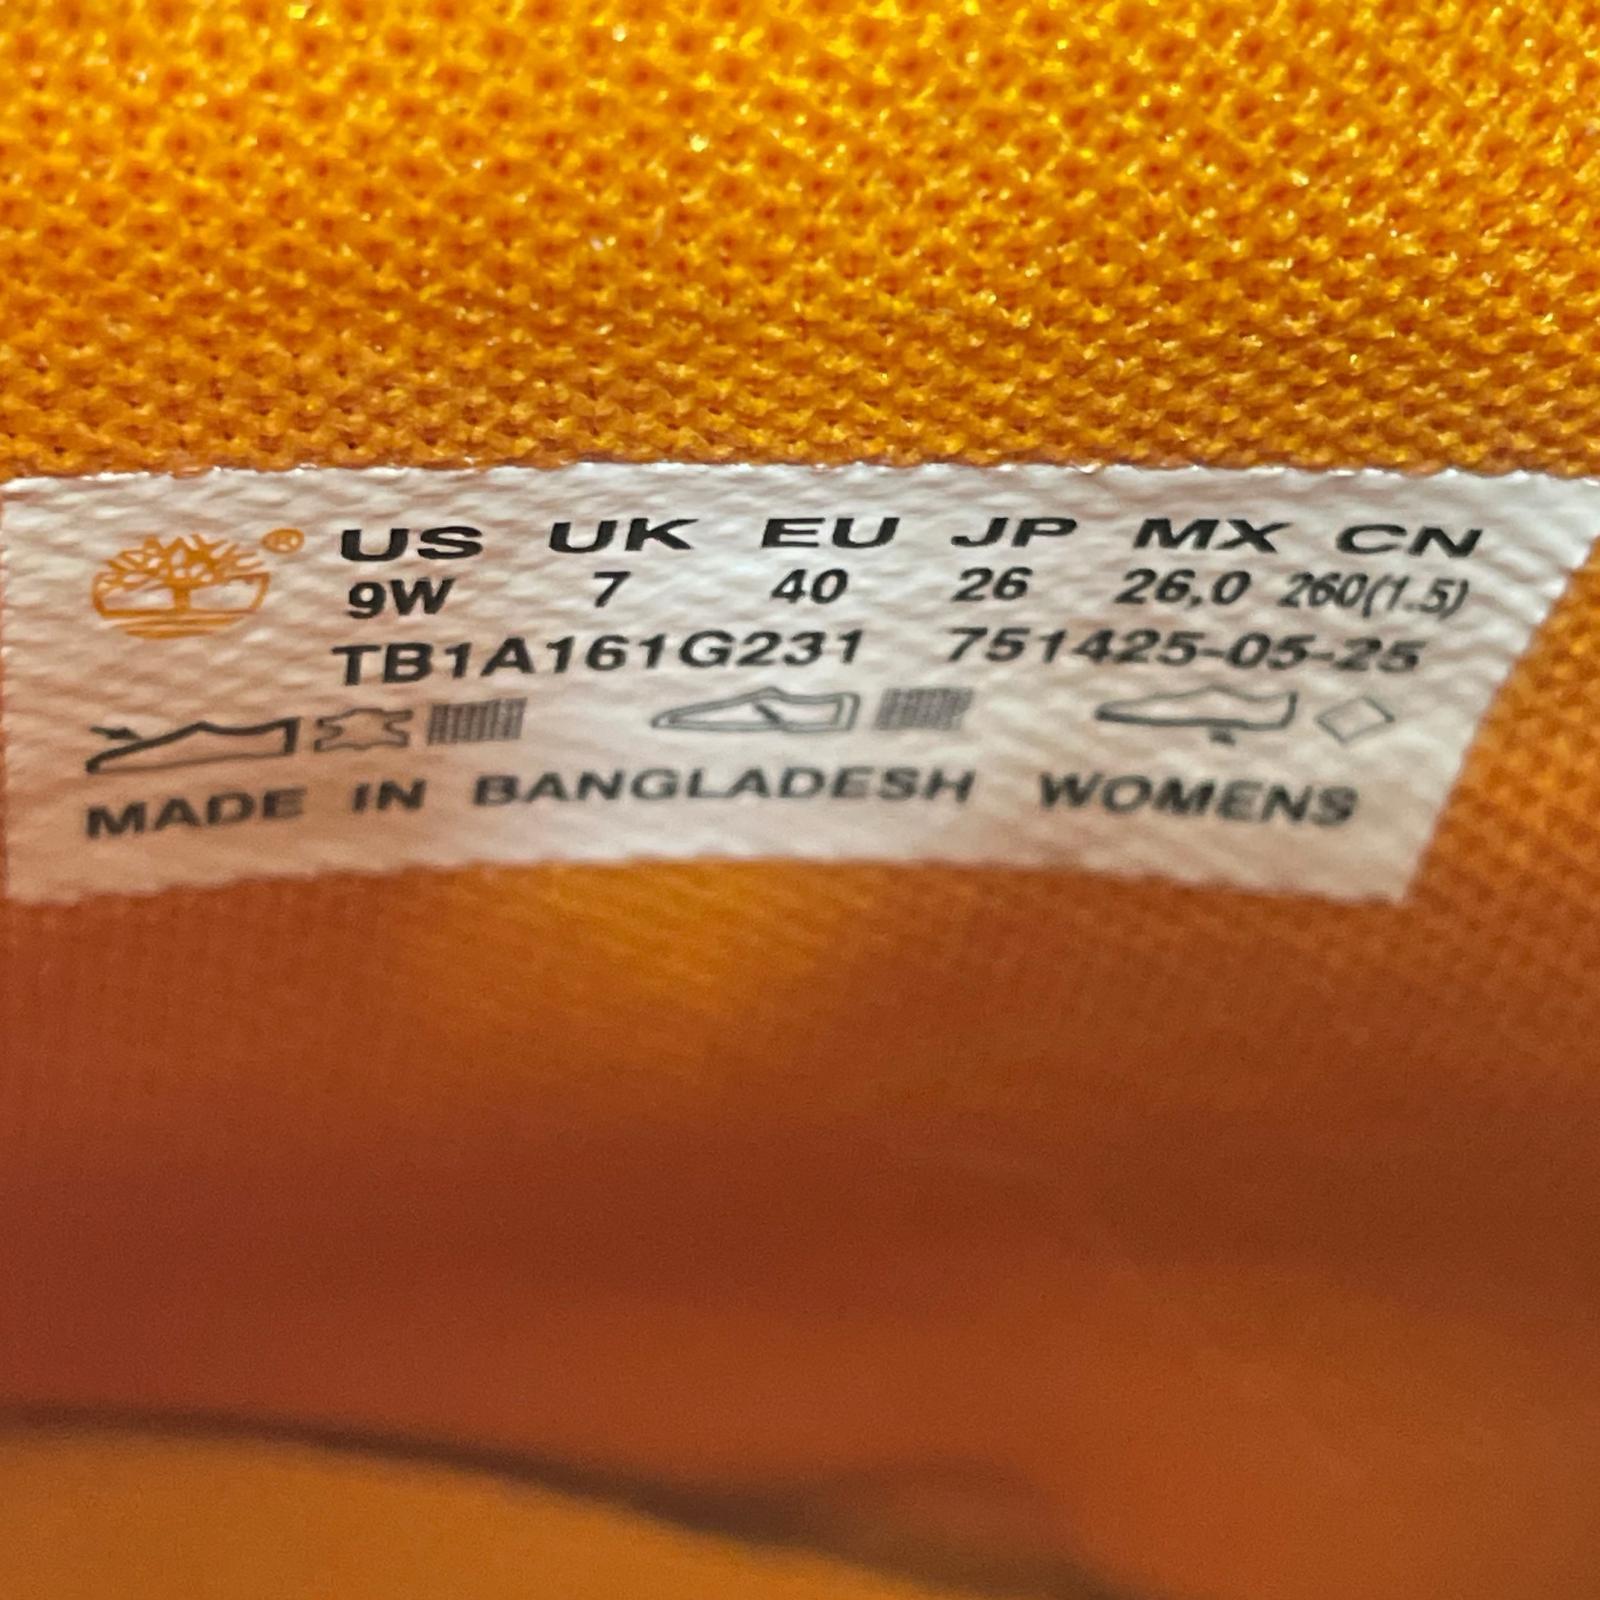 US UK EU JP MX CN
9W 7 40 26 26,0 260(1.5)
TB1A161G231 751425-05-25
MADE IN BANGLADESH WOMENS
®